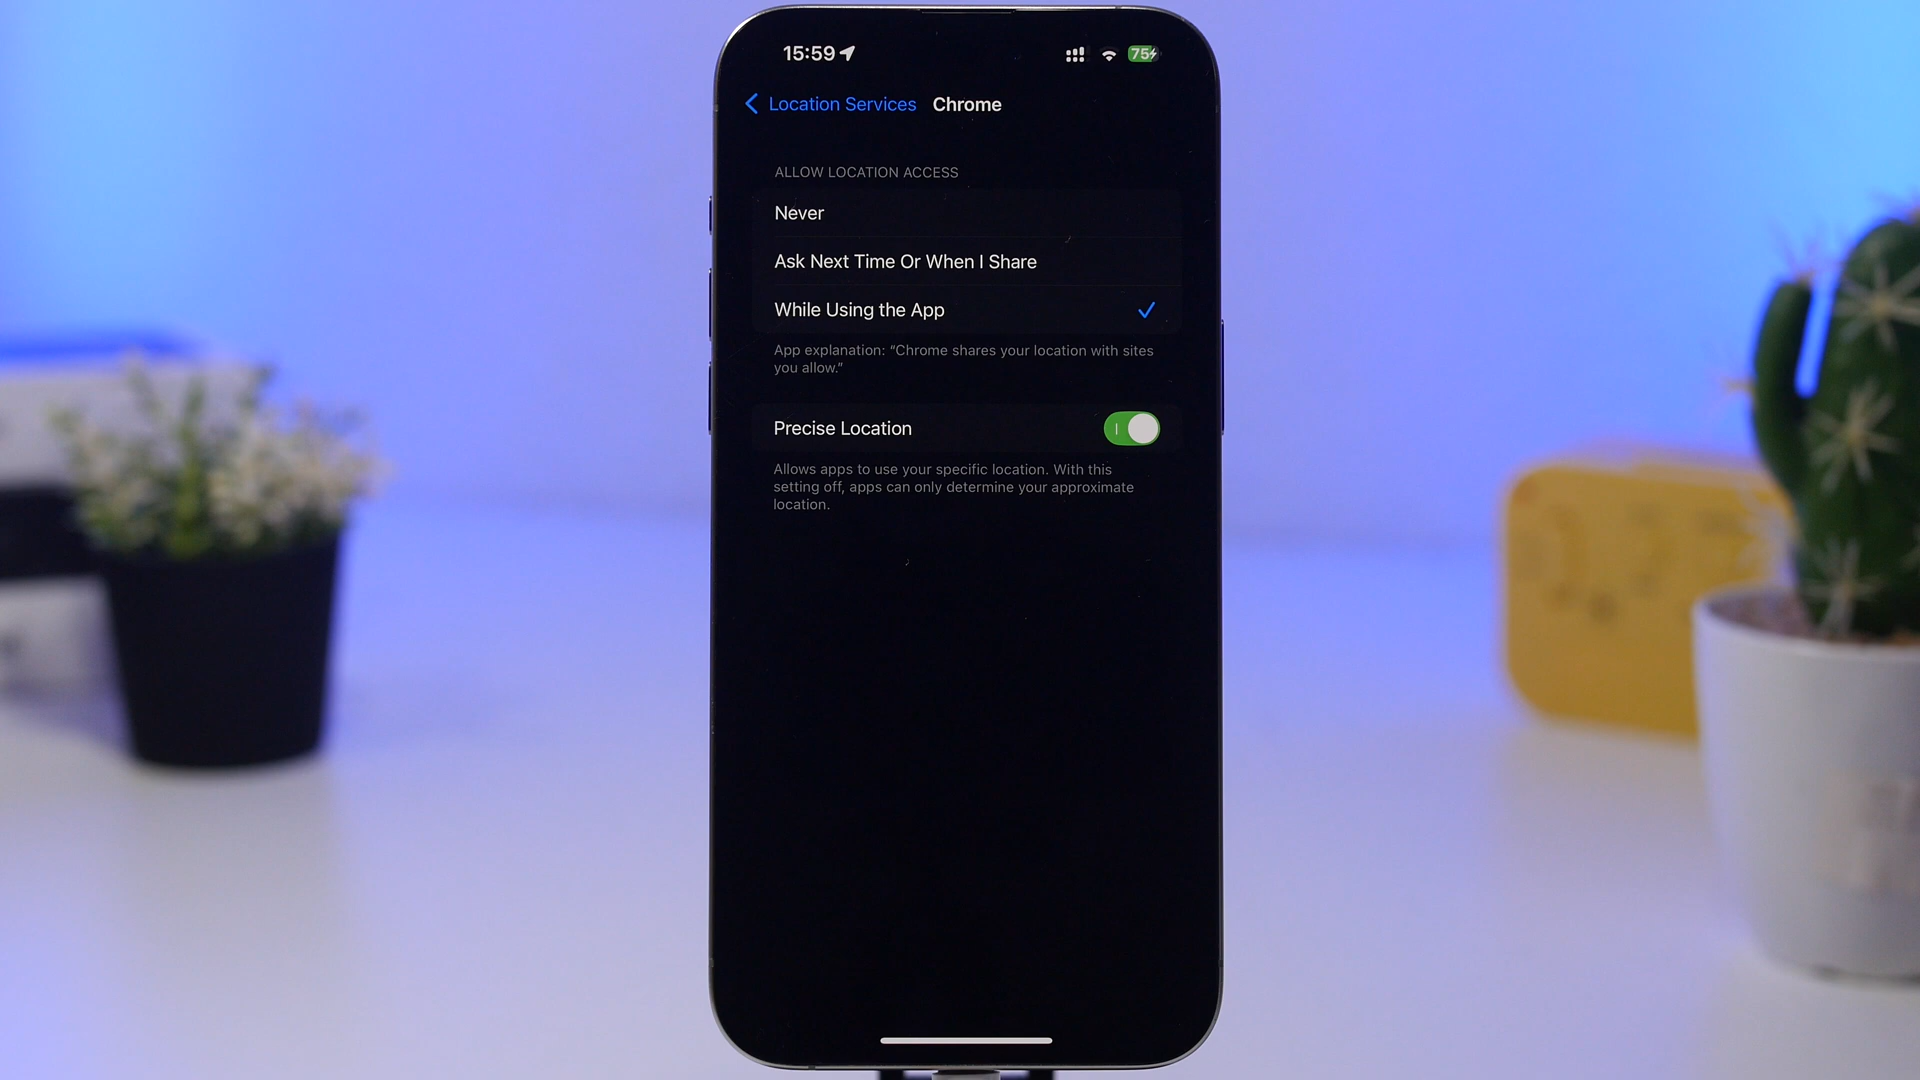 15:59
75
Location Services Chrome
ALLOW LOCATION ACCESS
Never
Ask Next Time Or When I Share
While Using the App
App explanation: “Chrome shares your location with sites
you allow.”
Precise Location
Allows apps to use your specific location. With this
setting off, apps can only determine your approximate
location.